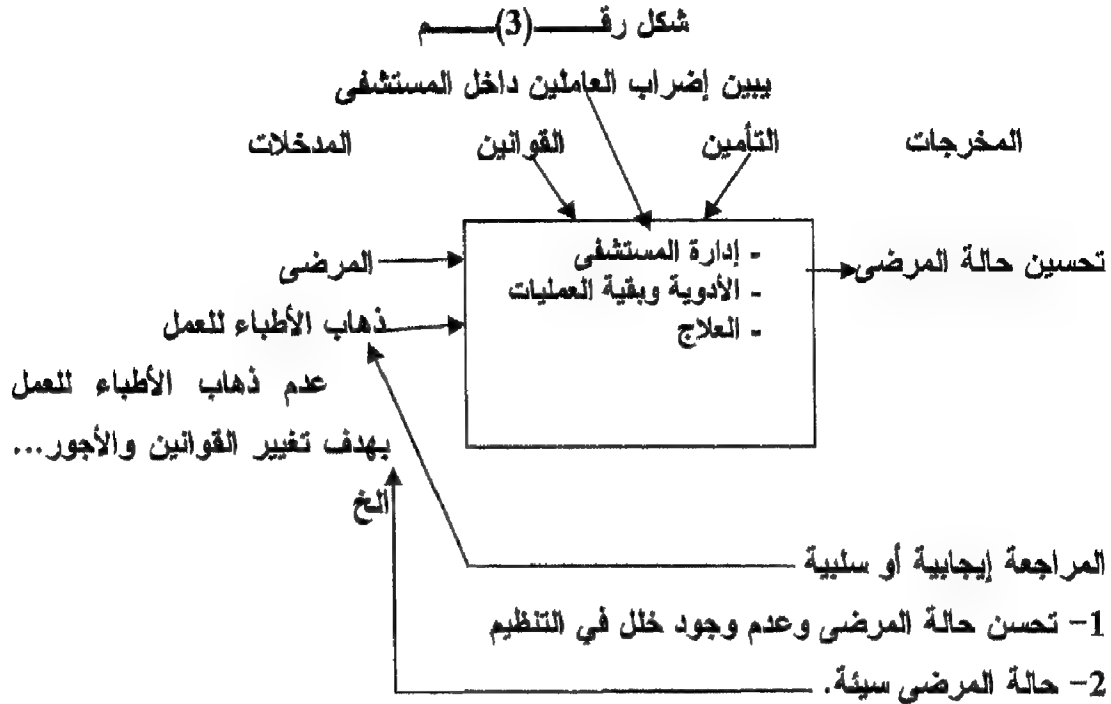 شكل رقـــــ(3)ـــــم
يبين إضراب العاملين داخل المستشفى
المخرجات التأمين القوانين المدخلات
- إدارة المستشفى
- الأدوية وبقية العمليات
- العلاج
تحسين حالة المرضى
المرضى
ذهاب الأطباء للعمل
عدم ذهاب الأطباء للعمل
بهدف تغيير القوانين والأجور...
الخ
المراجعة إيجابية أو سلبية
1- تحسن حالة المرضى وعدم وجود خلل في التنظيم
2- حالة المرضى سيئة.